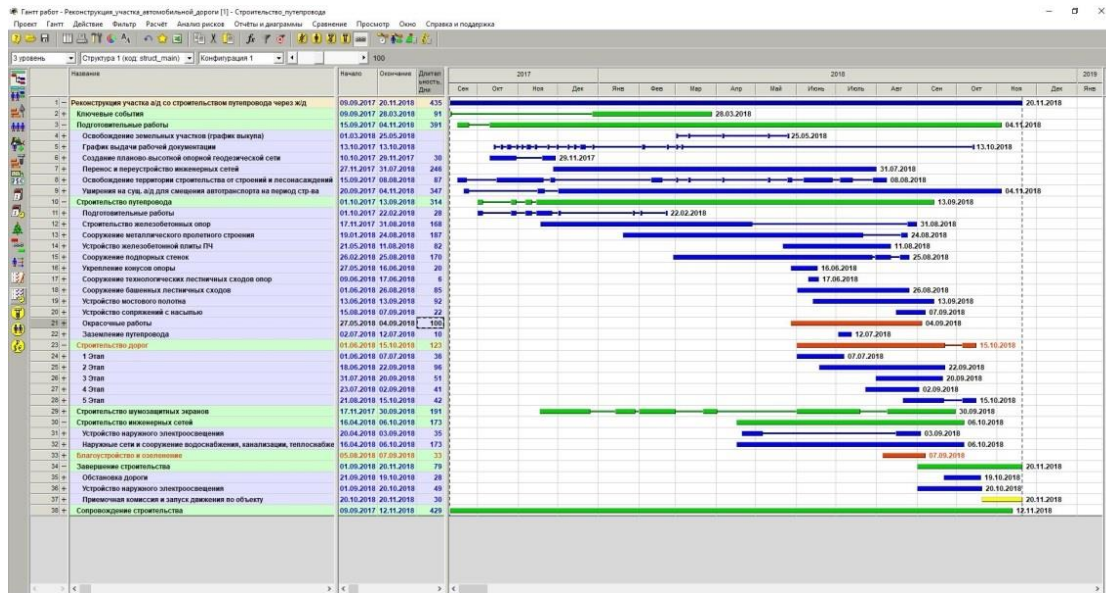 Гантт работ - Реконструкция_участка_автомобильной_дороги [1] - Строительство_путепровода
Проект Гантт Действие Фильтр Расчёт Анализ рисков Отчёты и диаграммы Сравнение Просмотр Окно Справка и поддержка
3 уровень Структура 1 (код: struct_main) Конфигурация 1 100
Название Начало Окончание Длительность, Дни 2017 2018 2019
Сен Окт Ноя Дек Янв Фев Мар Апр Май Июнь Июль Авг Сен Окт Ноя Дек Янв
1 Реконструкция участка а/д со строительством путепровода через ж/д 09.09.2017 20.11.2018 435 20.11.2018
2 Ключевые события 09.09.2017 28.03.2018 91 28.03.2018
3 Подготовительные работы 15.09.2017 04.11.2018 391 04.11.2018
4 Освобождение земельных участков (график выкупа) 01.03.2018 25.05.2018 25.05.2018
5 График выдачи рабочей документации 13.10.2017 13.10.2018 13.10.2018
6 Создание планово-высотной опорной геодезической сети 10.10.2017 29.11.2017 30 29.11.2017
7 Перенос и переустройство инженерных сетей 27.11.2017 31.07.2018 246 31.07.2018
8 Освобождение территории строительства от строений и лесонасаждений 15.09.2017 08.08.2018 87 08.08.2018
9 Уширения на сущ. а/д для смещения автотранспорта на период стр-ва 20.09.2017 04.11.2018 347 04.11.2018
10 Строительство путепровода 01.10.2017 13.09.2018 314 13.09.2018
11 Подготовительные работы 01.10.2017 22.02.2018 28 22.02.2018
12 Строительство железобетонных опор 17.11.2017 31.08.2018 168 31.08.2018
13 Сооружение металлического пролетного строения 19.01.2018 24.08.2018 187 24.08.2018
14 Устройство железобетонной плиты ПЧ 21.05.2018 11.08.2018 82 11.08.2018
15 Сооружение подпорных стенок 26.02.2018 25.08.2018 170 25.08.2018
16 Укрепление конусов опоры 27.05.2018 16.06.2018 20 16.06.2018
17 Сооружение технологических лестничных сходов опор 09.06.2018 17.06.2018 6 17.06.2018
18 Сооружение башенных лестничных сходов 01.06.2018 26.08.2018 85 26.08.2018
19 Устройство мостового полотна 13.06.2018 13.09.2018 92 13.09.2018
20 Устройство сопряжений с насыпью 15.08.2018 07.09.2018 22 07.09.2018
21 Окрасочные работы 27.05.2018 04.09.2018 100 04.09.2018
22 Заземление путепровода 02.07.2018 12.07.2018 10 12.07.2018
23 Строительство дорог 01.06.2018 15.10.2018 123 15.10.2018
24 1 Этап 01.06.2018 07.07.2018 36 07.07.2018
25 2 Этап 18.06.2018 22.09.2018 96 22.09.2018
26 3 Этап 31.07.2018 20.09.2018 51 20.09.2018
27 4 Этап 23.07.2018 02.09.2018 41 02.09.2018
28 5 Этап 21.08.2018 15.10.2018 42 15.10.2018
29 Строительство шумозащитных экранов 17.11.2017 30.09.2018 191 30.09.2018
30 Строительство инженерных сетей 16.04.2018 06.10.2018 173 06.10.2018
31 Устройство наружного электроосвещения 20.04.2018 03.09.2018 35 03.09.2018
32 Наружные сети и сооружение водоснабжения, канализации, теплоснабже 16.04.2018 06.10.2018 173 06.10.2018
33 Благоустройство и озеленение 05.08.2018 07.09.2018 33 07.09.2018
34 Завершение строительства 01.09.2018 20.11.2018 79 20.11.2018
35 Обстановка дороги 21.09.2018 19.10.2018 28 19.10.2018
36 Устройство наружного электроосвещения 01.09.2018 20.10.2018 49 20.10.2018
37 Приемочная комиссия и запуск движения по объекту 20.10.2018 20.11.2018 30 20.11.2018
38 Сопровождение строительства 09.09.2017 12.11.2018 429 12.11.2018